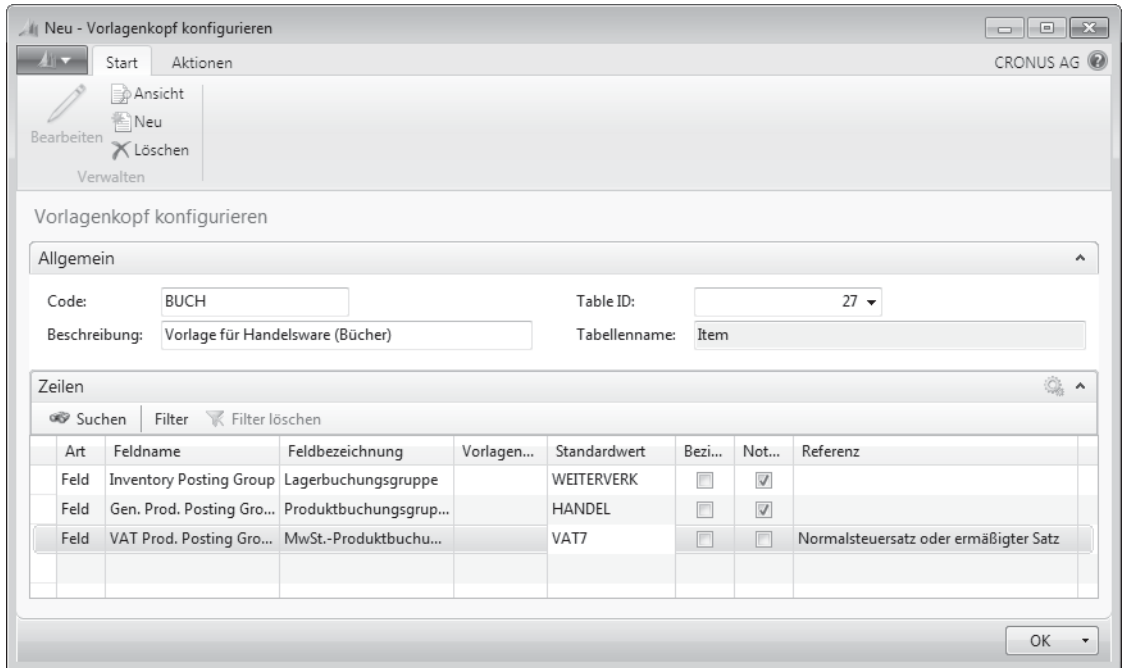 Neu - Vorlagenkopf konfigurieren
Start Aktionen CRONUS AG
Bearbeiten
Ansicht
Neu
Löschen
Verwalten
Vorlagenkopf konfigurieren
Allgemein
Code: BUCH Table ID: 27
Beschreibung: Vorlage für Handelsware (Bücher) Tabellenname: Item
Zeilen
Suchen Filter Filter löschen
Art Feldname Feldbezeichnung Vorlagen... Standardwert Bezi... Not... Referenz
Feld Inventory Posting Group Lagerbuchungsgruppe WEITERVERK
Feld Gen. Prod. Posting Gro... Produktbuchungsgrup... HANDEL
Feld VAT Prod. Posting Gro... MwSt.-Produktbuchu... VAT7 Normalsteuersatz oder ermäßigter Satz
OK